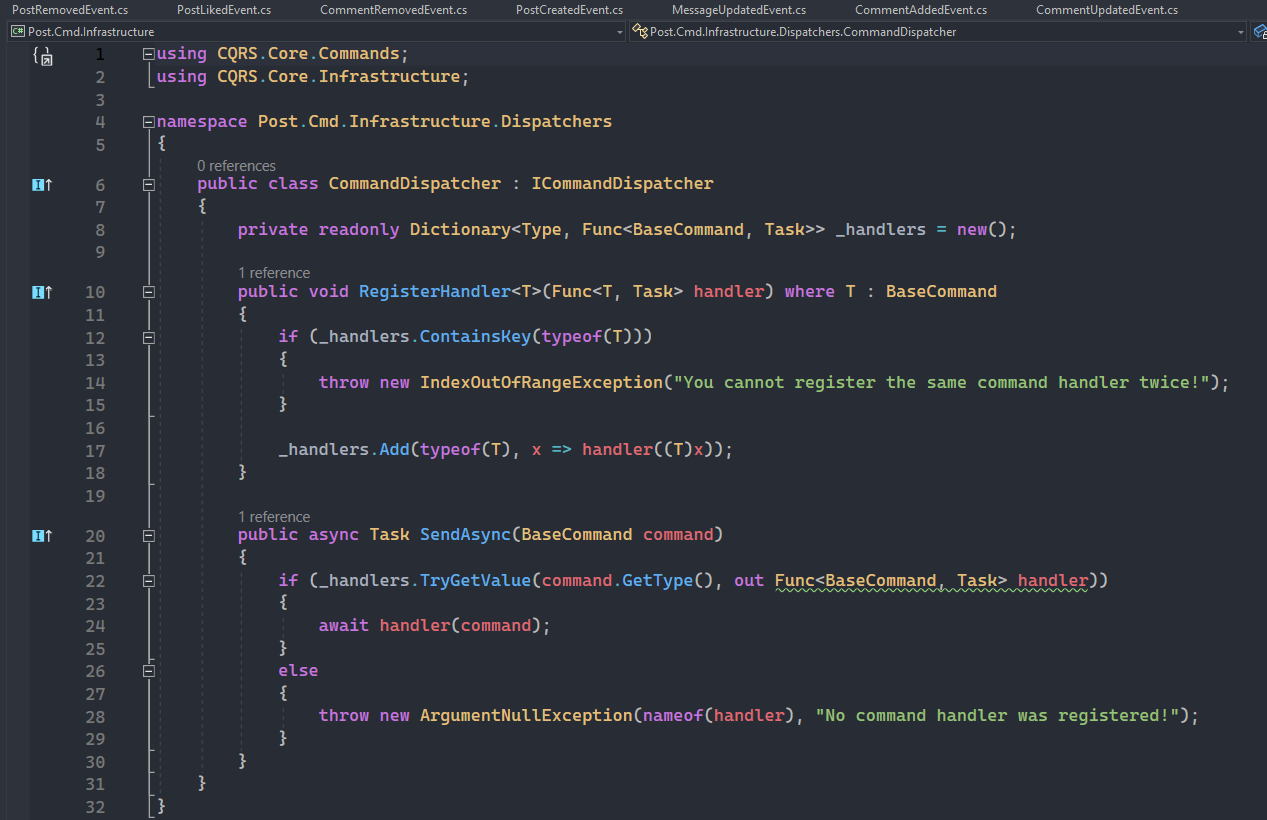 PostRemovedEvent.cs PostLikedEvent.cs CommentRemovedEvent.cs PostCreatedEvent.cs MessageUpdatedEvent.cs CommentAddedEvent.cs CommentUpdatedEvent.cs
C# Post.Cmd.Infrastructure Post.Cmd.Infrastructure.Dispatchers.CommandDispatcher
1 using CQRS.Core.Commands;
2 using CQRS.Core.Infrastructure;
3
4 namespace Post.Cmd.Infrastructure.Dispatchers
5 {
0 references
6 public class CommandDispatcher : ICommandDispatcher
7 {
8 private readonly Dictionary<Type, Func<BaseCommand, Task>> _handlers = new();
9
1 reference
10 public void RegisterHandler<T>(Func<T, Task> handler) where T : BaseCommand
11 {
12 if (_handlers.ContainsKey(typeof(T)))
13 {
14 throw new IndexOutOfRangeException("You cannot register the same command handler twice!");
15 }
16
17 _handlers.Add(typeof(T), x => handler((T)x));
18 }
19
1 reference
20 public async Task SendAsync(BaseCommand command)
21 {
22 if (_handlers.TryGetValue(command.GetType(), out Func<BaseCommand, Task> handler))
23 {
24 await handler(command);
25 }
26 else
27 {
28 throw new ArgumentNullException(nameof(handler), "No command handler was registered!");
29 }
30 }
31 }
32 }